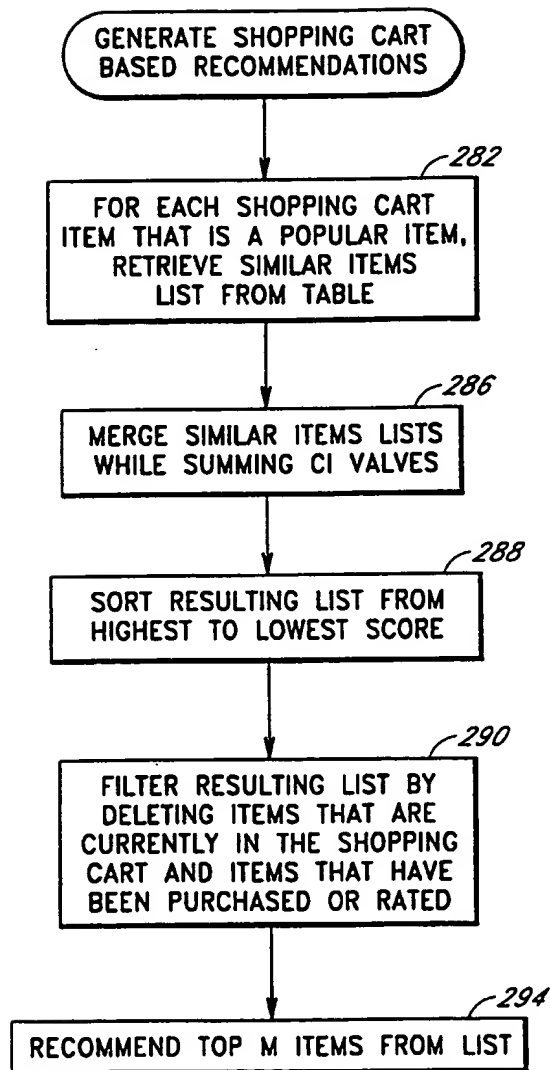 GENERATE SHOPPING CART
BASED RECOMMENDATIONS
282
FOR EACH SHOPPING CART
ITEM THAT IS A POPULAR ITEM,
RETRIEVE SIMILAR ITEMS
LIST FROM TABLE
286
MERGE SIMILAR ITEMS LISTS
WHILE SUMMING CI VALVES
288
SORT RESULTING LIST FROM
HIGHEST TO LOWEST SCORE
290
FILTER RESULTING LIST BY
DELETING ITEMS THAT ARE
CURRENTLY IN THE SHOPPING
CART AND ITEMS THAT HAVE
BEEN PURCHASED OR RATED
294
RECOMMEND TOP M ITEMS FROM LIST